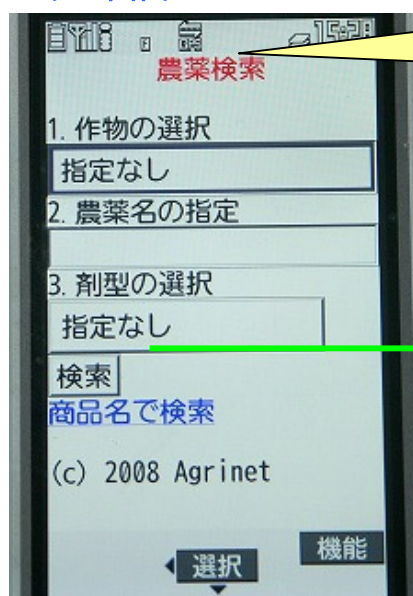 15:21
農薬検索
1. 作物の選択
指定なし
2. 農薬名の指定
3. 剤型の選択
指定なし
検索
商品名で検索
(c) 2008 Agrinet
機能
選択